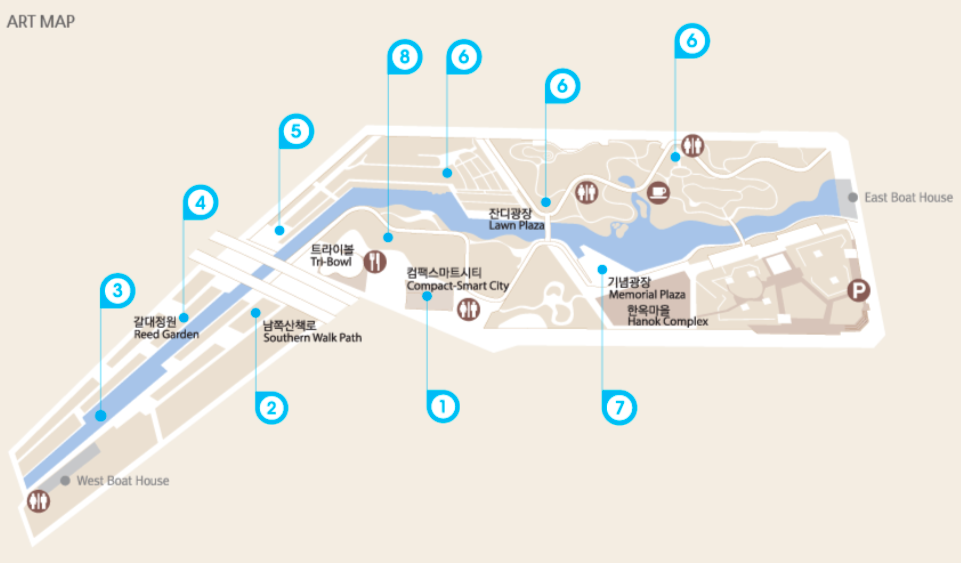 ART MAP
6
8
6
6
5
4
East Boat House
잔디광장
Lawn Plaza
트라이볼
Tri-Bowl
컴팩스마트시티
Compact-Smart City
기념광장
Memorial Plaza
한옥마을
Hanok Complex
P
3
갈대정원
Reed Garden
남쪽산책로
Southern Walk Path
2
1
7
West Boat House